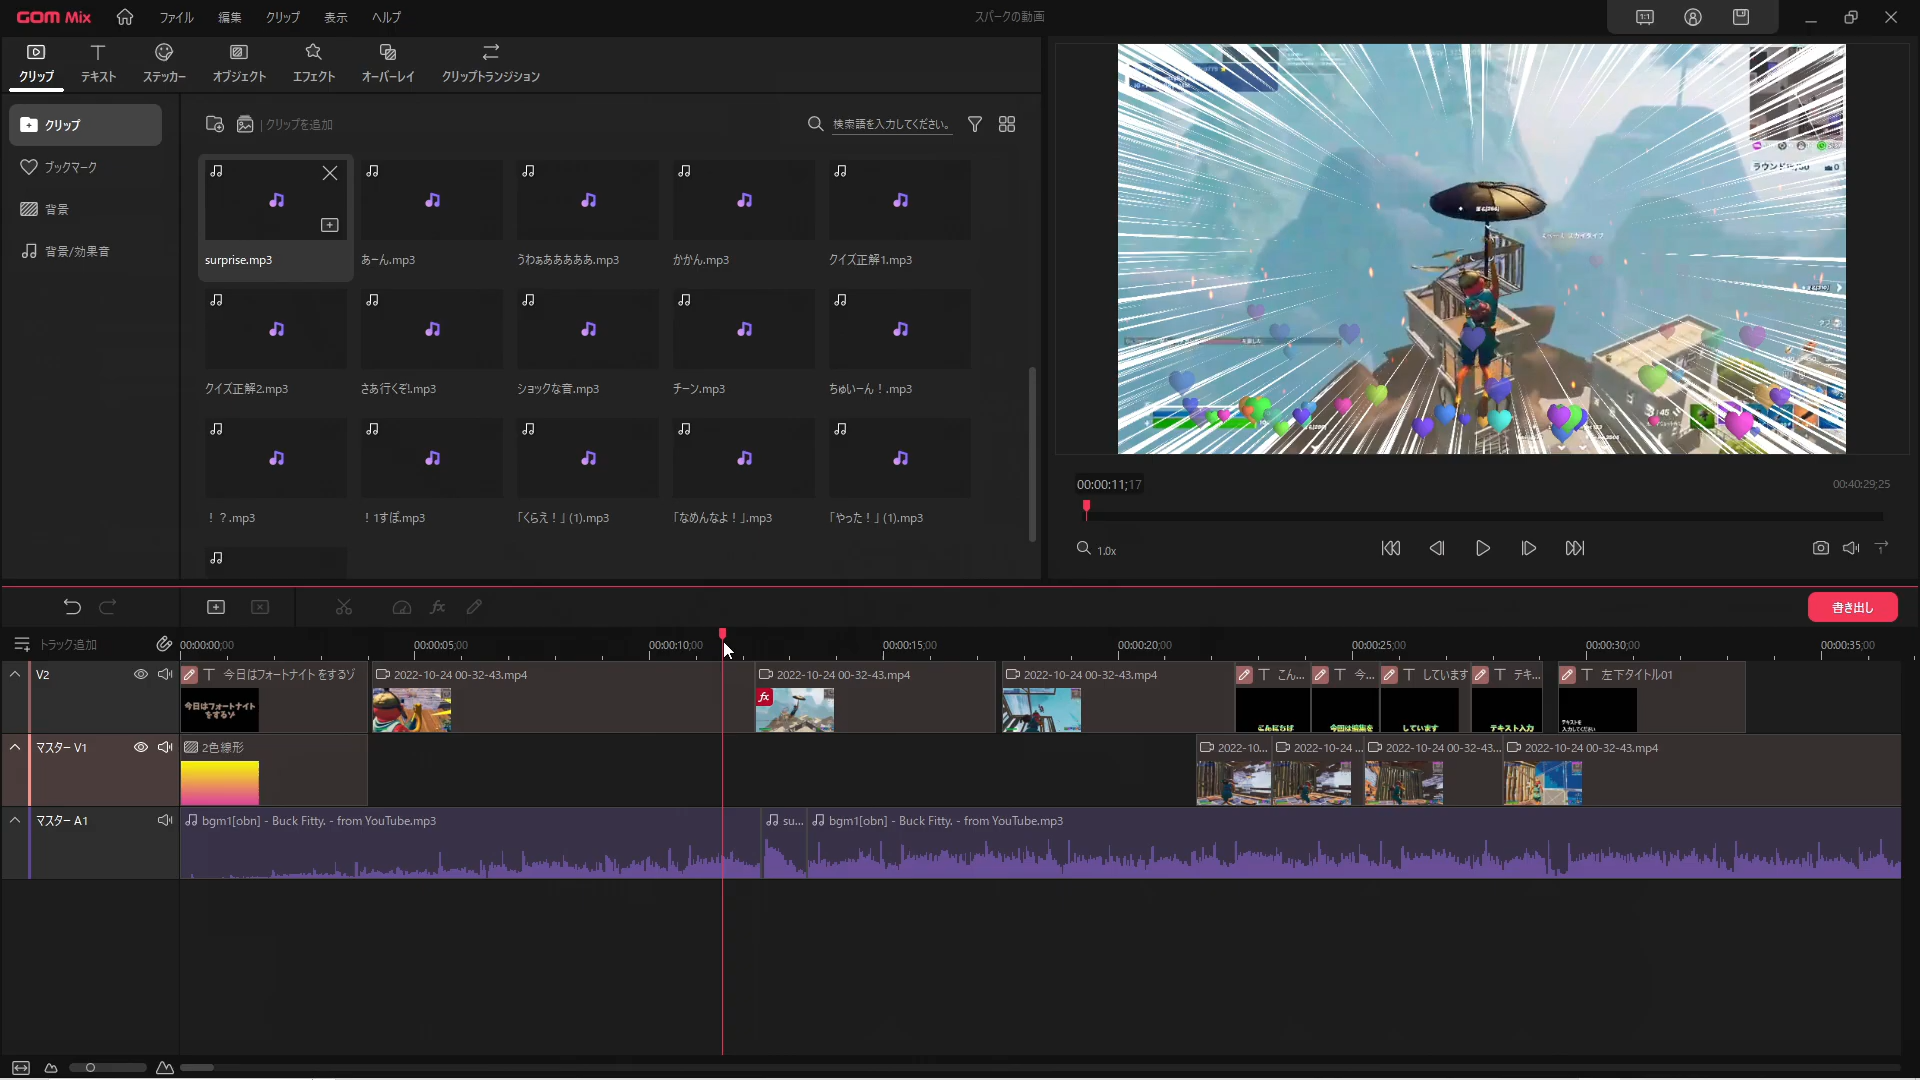 GOM Mix
ファイル 編集 クリップ 表示 ヘルプ
スパークの動画
クリップ テキスト ステッカー オブジェクト エフェクト オーバーレイ クリップトランジション
クリップ
ブックマーク
背景
背景/効果音
クリップを追加
検索語を入力してください。
surprise.mp3 あーん.mp3 うわぁああああぁ.mp3 かかん.mp3 クイズ正解1.mp3
クイズ正解2.mp3 さあ行くぞ!.mp3 ショックな音.mp3 チーン.mp3 ちゅいーん！.mp3
！？.mp3 ！1すぽ.mp3 「くらえ！」(1).mp3 「なめんなよ！」.mp3 「やった！」(1).mp3
00:00:11;17
00:40:29;25
1.0x
書き出し
トラック追加
00:00:00;00 00:00:05;00 00:00:10;00 00:00:15;00 00:00:20;00 00:00:25;00 00:00:30;00 00:00:35;00
V2
今日はフォートナイトをするゾ 2022-10-24 00-32-43.mp4 2022-10-24 00-32-43.mp4 2022-10-24 00-32-43.mp4 こん... 今... しています テキ... 左下タイトル01
今日はフォートナイト
をするゾ
fx
こんにちは 今回は編集を しています テキスト入力
テキストを
入力してください
マスター V1
2色線形 2022-10... 2022-10-24 ... 2022-10-24 00-32-43... 2022-10-24 00-32-43.mp4
マスター A1
bgm1[obn] - Buck Fitty. - from YouTube.mp3 su... bgm1[obn] - Buck Fitty. - from YouTube.mp3